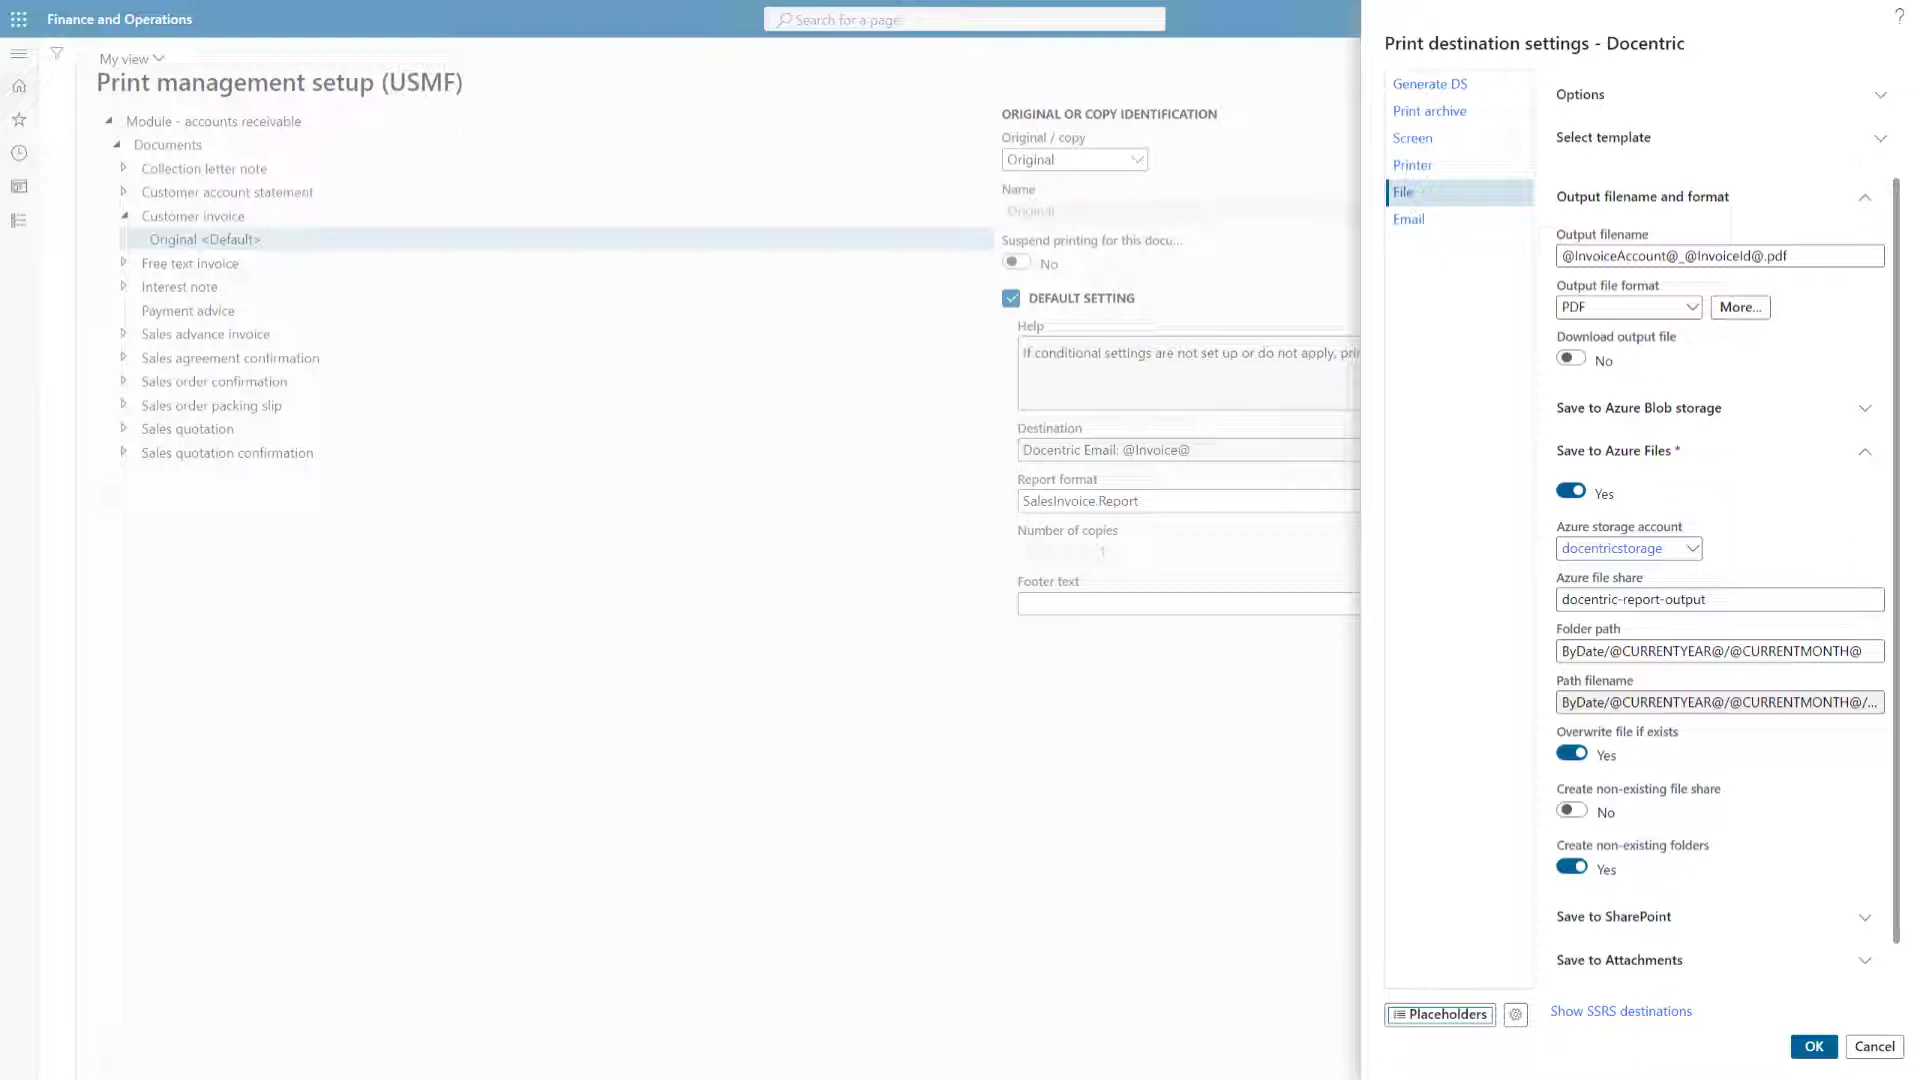 Finance and Operations
Search for a page
?
My view
Print management setup (USMF)
Module - accounts receivable
Documents
Collection letter note
Customer account statement
Customer invoice
Original <Default>
Free text invoice
Interest note
Payment advice
Sales advance invoice
Sales agreement confirmation
Sales order confirmation
Sales order packing slip
Sales quotation
Sales quotation confirmation
ORIGINAL OR COPY IDENTIFICATION
Original / copy
Original
Name
Original
Suspend printing for this docu...
No
DEFAULT SETTING
Help
If conditional settings are not set up or do not apply, pri
Destination
Docentric Email: @Invoice@
Report format
SalesInvoice.Report
Number of copies
1
Footer text
Print destination settings - Docentric
Generate DS
Print archive
Screen
Printer
File
Email
Options
Select template
Output filename and format
Output filename
@InvoiceAccount@_@InvoiceId@.pdf
Output file format
PDF
More...
Download output file
No
Save to Azure Blob storage
Save to Azure Files *
Yes
Azure storage account
docentricstorage
Azure file share
docentric-report-output
Folder path
ByDate/@CURRENTYEAR@/@CURRENTMONTH@
Path filename
ByDate/@CURRENTYEAR@/@CURRENTMONTH@/...
Overwrite file if exists
Yes
Create non-existing file share
No
Create non-existing folders
Yes
Save to SharePoint
Save to Attachments
Placeholders
Show SSRS destinations
OK
Cancel